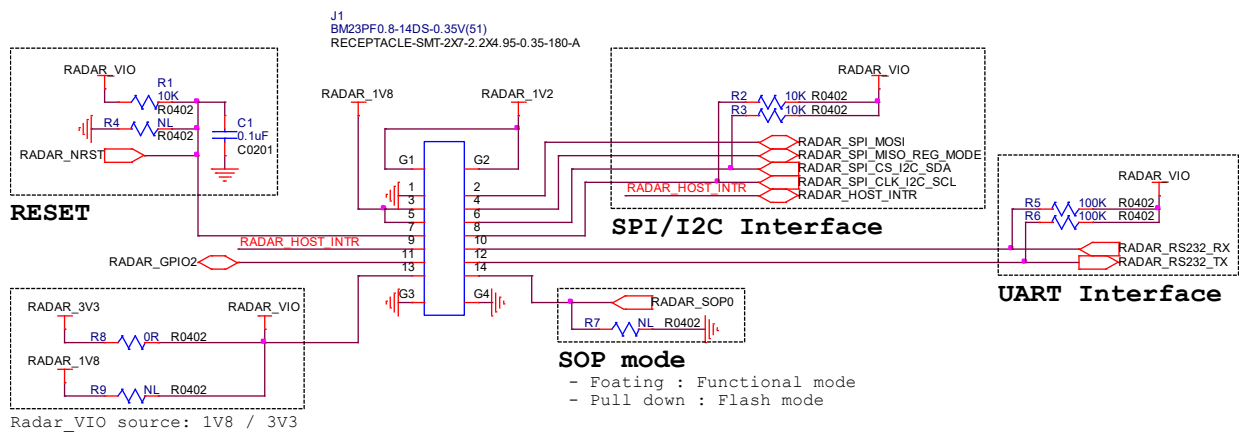 J1
BM23PF0.8-14DS-0.35V(51)
RECEPTACLE-SMT-2X7-2.2X4.95-0.35-180-A
RADAR_VIO
R1
10K
R0402
R4
NL
R0402
C1
0.1uF
C0201
RADAR_NRST
RESET
RADAR_1V8
RADAR_1V2
G1
G2
1
2
3
4
5
6
7
8
9
10
11
12
13
14
G3
G4
RADAR_HOST_INTR
RADAR_GPIO2
RADAR_VIO
R2
10K R0402
R3
10K R0402
RADAR_SPI_MOSI
RADAR_SPI_MISO_REG_MODE
RADAR_SPI_CS_I2C_SDA
RADAR_SPI_CLK_I2C_SCL
RADAR_HOST_INTR
RADAR_HOST_INTR
SPI/I2C Interface
RADAR_VIO
R5
100K R0402
R6
100K R0402
RADAR_RS232_RX
RADAR_RS232_TX
UART Interface
RADAR_3V3
RADAR_VIO
R8
0R R0402
RADAR_1V8
R9
NL R0402
Radar_VIO source: 1V8 / 3V3
RADAR_SOP0
R7
NL R0402
SOP mode
- Foating : Functional mode
- Pull down : Flash mode